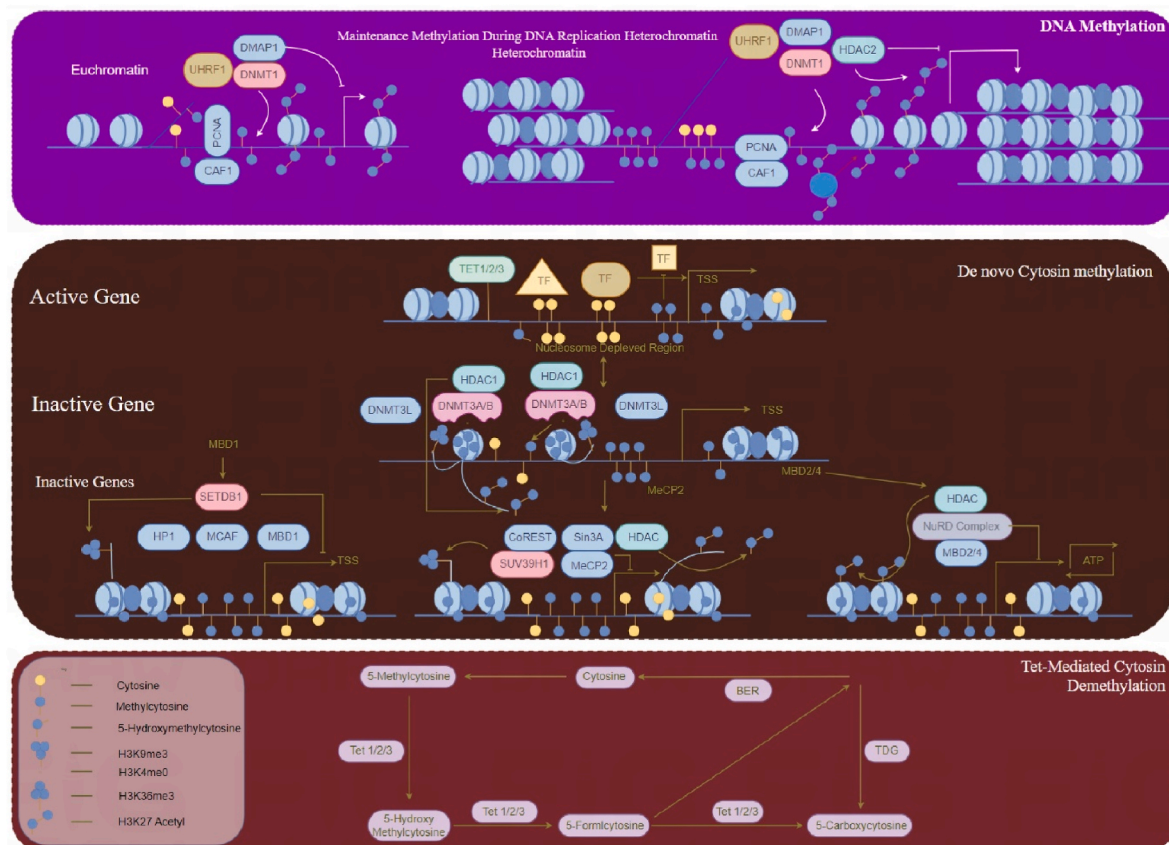 DNA Methylation
Maintenance Methylation During DNA Replication Heterochromatin
Heterochromatin
Euchromatin
DMAP1
UHRF1
DNMT1
PCNA
CAF1
UHRF1
DMAP1
HDAC2
DNMT1
PCNA
CAF1
De novo Cytosin methylation
Active Gene
TET1/2/3
TF
TF
TF
TSS
Nucleosome Depleved Region
Inactive Gene
HDAC1
HDAC1
DNMT3L
DNMT3A/B
DNMT3A/B
DNMT3L
TSS
MBD1
MeCP2
MBD2/4
Inactive Genes
SETDB1
HDAC
HP1
MCAF
MBD1
CoREST
Sin3A
HDAC
NuRD Complex
TSS
SUV39H1
MeCP2
MBD2/4
ATP
Tet-Mediated Cytosin
Demethylation
Cytosine
Methylcytosine
5-Hydroxymethylcytosine
H3K9me3
H3K4me0
H3K36me3
H3K27 Acetyl
5-Methylcytosine
Cytosine
BER
Tet 1/2/3
TDG
5-Hydroxy
Methylcytosine
Tet 1/2/3
5-Formlcytosine
Tet 1/2/3
5-Carboxycytosine